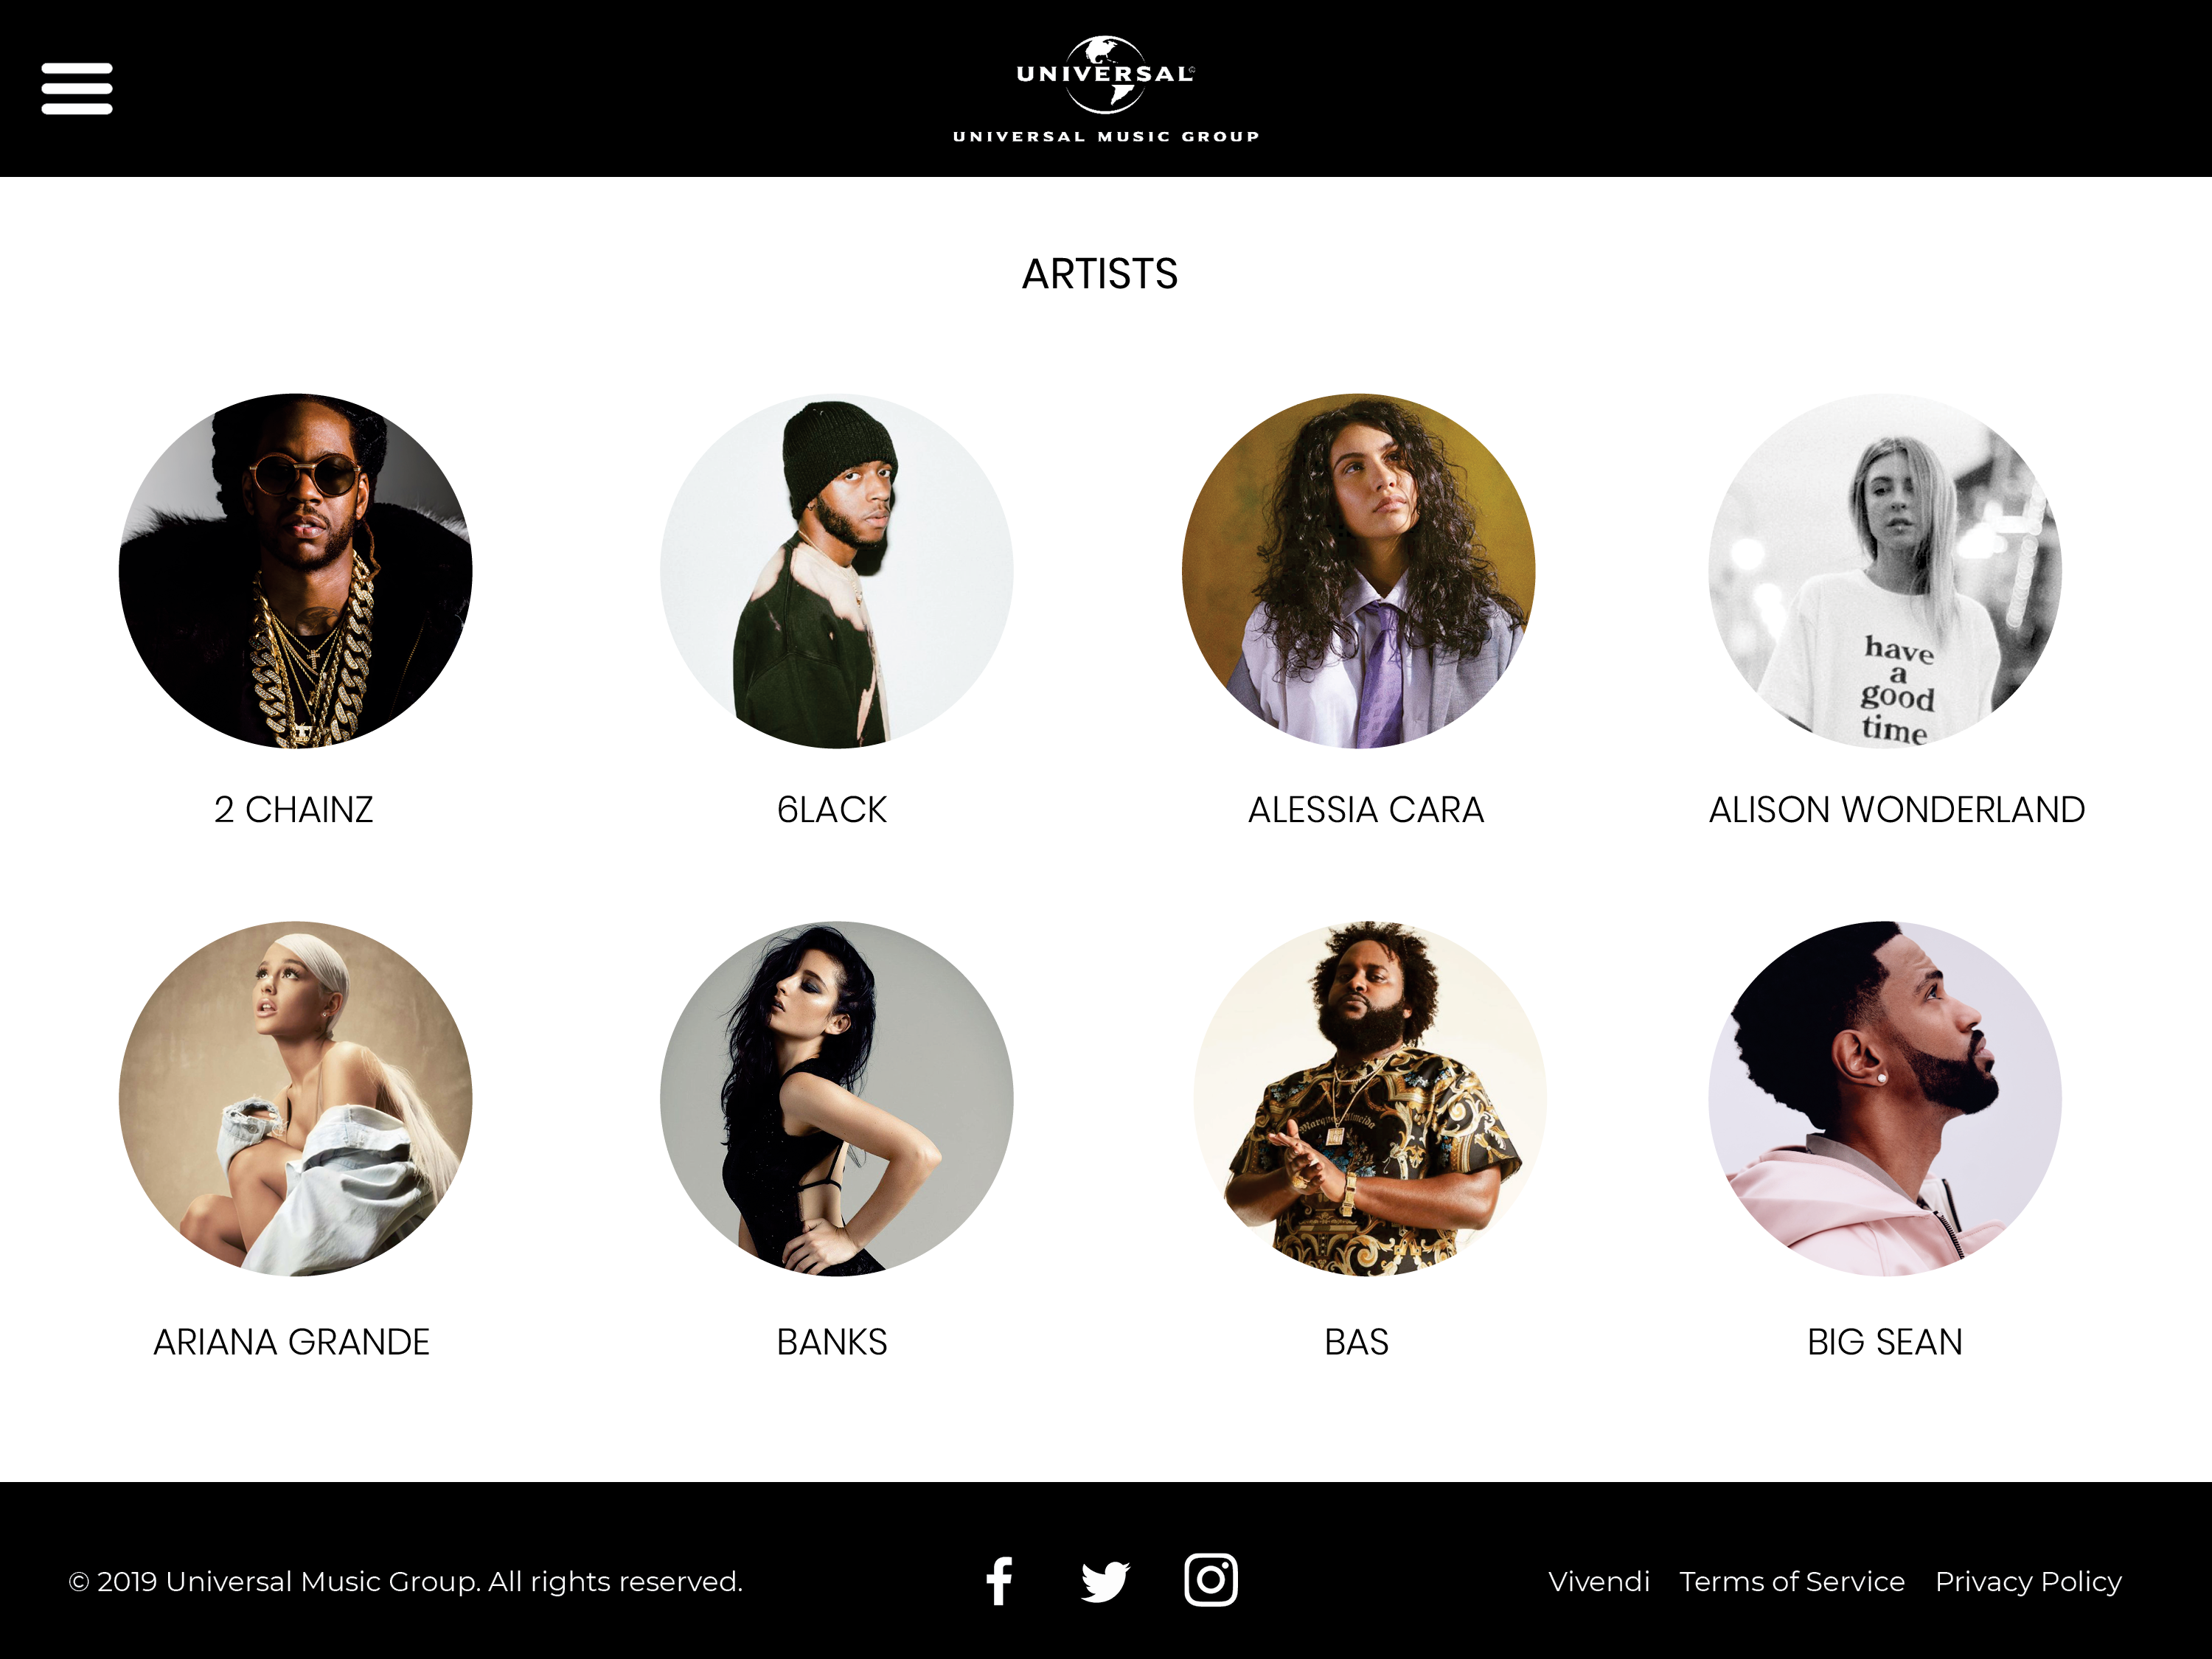 UNIVERSAL
UNIVERSAL MUSIC GROUP
ARTISTS
have
a
good
time
2 CHAINZ
6LACK
ALESSIA CARA
ALISON WONDERLAND
ARIANA GRANDE
BANKS
BAS
BIG SEAN
© 2019 Universal Music Group. All rights reserved.
Vivendi
Terms of Service
Privacy Policy